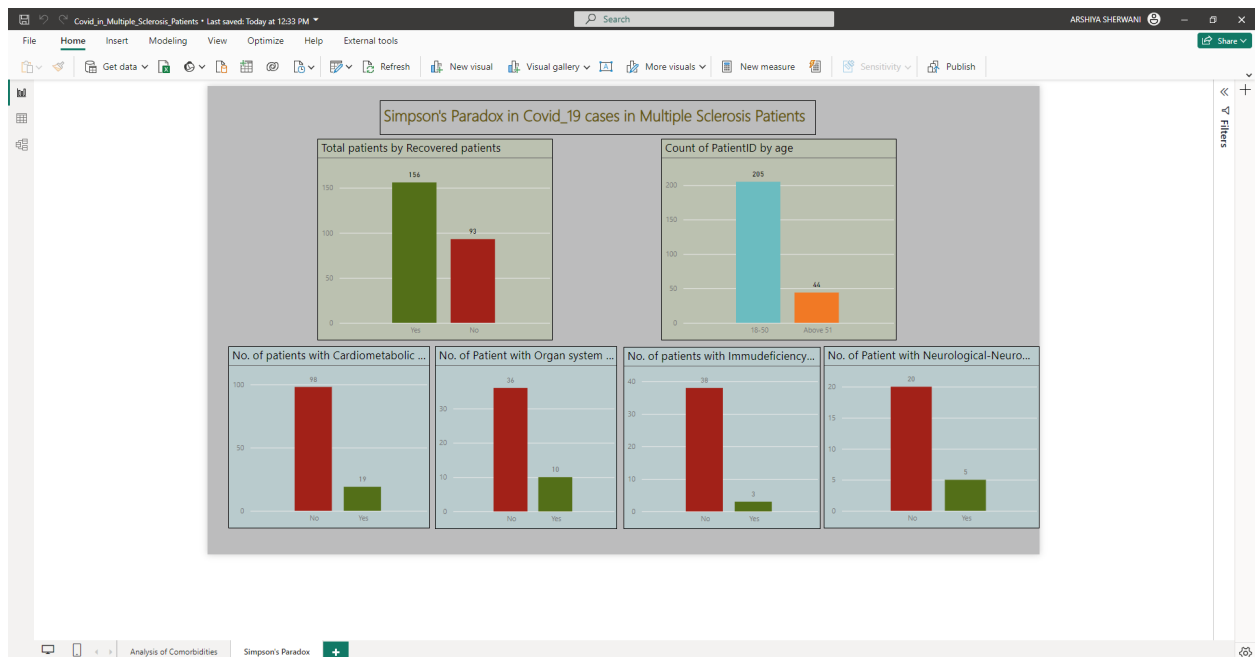 Covid_in_Multiple_Sclerosis_Patients • Last saved: Today at 12:33 PM
Search
ARSHIYA SHERWANI
File Home Insert Modeling View Optimize Help External tools
Share
Get data Refresh New visual Visual gallery More visuals New measure Sensitivity Publish
Filters
Simpson's Paradox in Covid_19 cases in Multiple Sclerosis Patients
Total patients by Recovered patients
156
150
93
100
50
0
Yes No
Count of PatientID by age
205
200
150
100
50
44
0
18-50 Above 51
No. of patients with Cardiometabolic ...
98
100
50
19
0
No Yes
No. of Patient with Organ system ...
36
30
20
10
10
0
No Yes
No. of patients with Immudeficiency...
40
38
30
20
10
3
0
No Yes
No. of Patient with Neurological-Neuro...
20
20
15
10
5
5
0
No Yes
Analysis of Comorbidities Simpson's Paradox